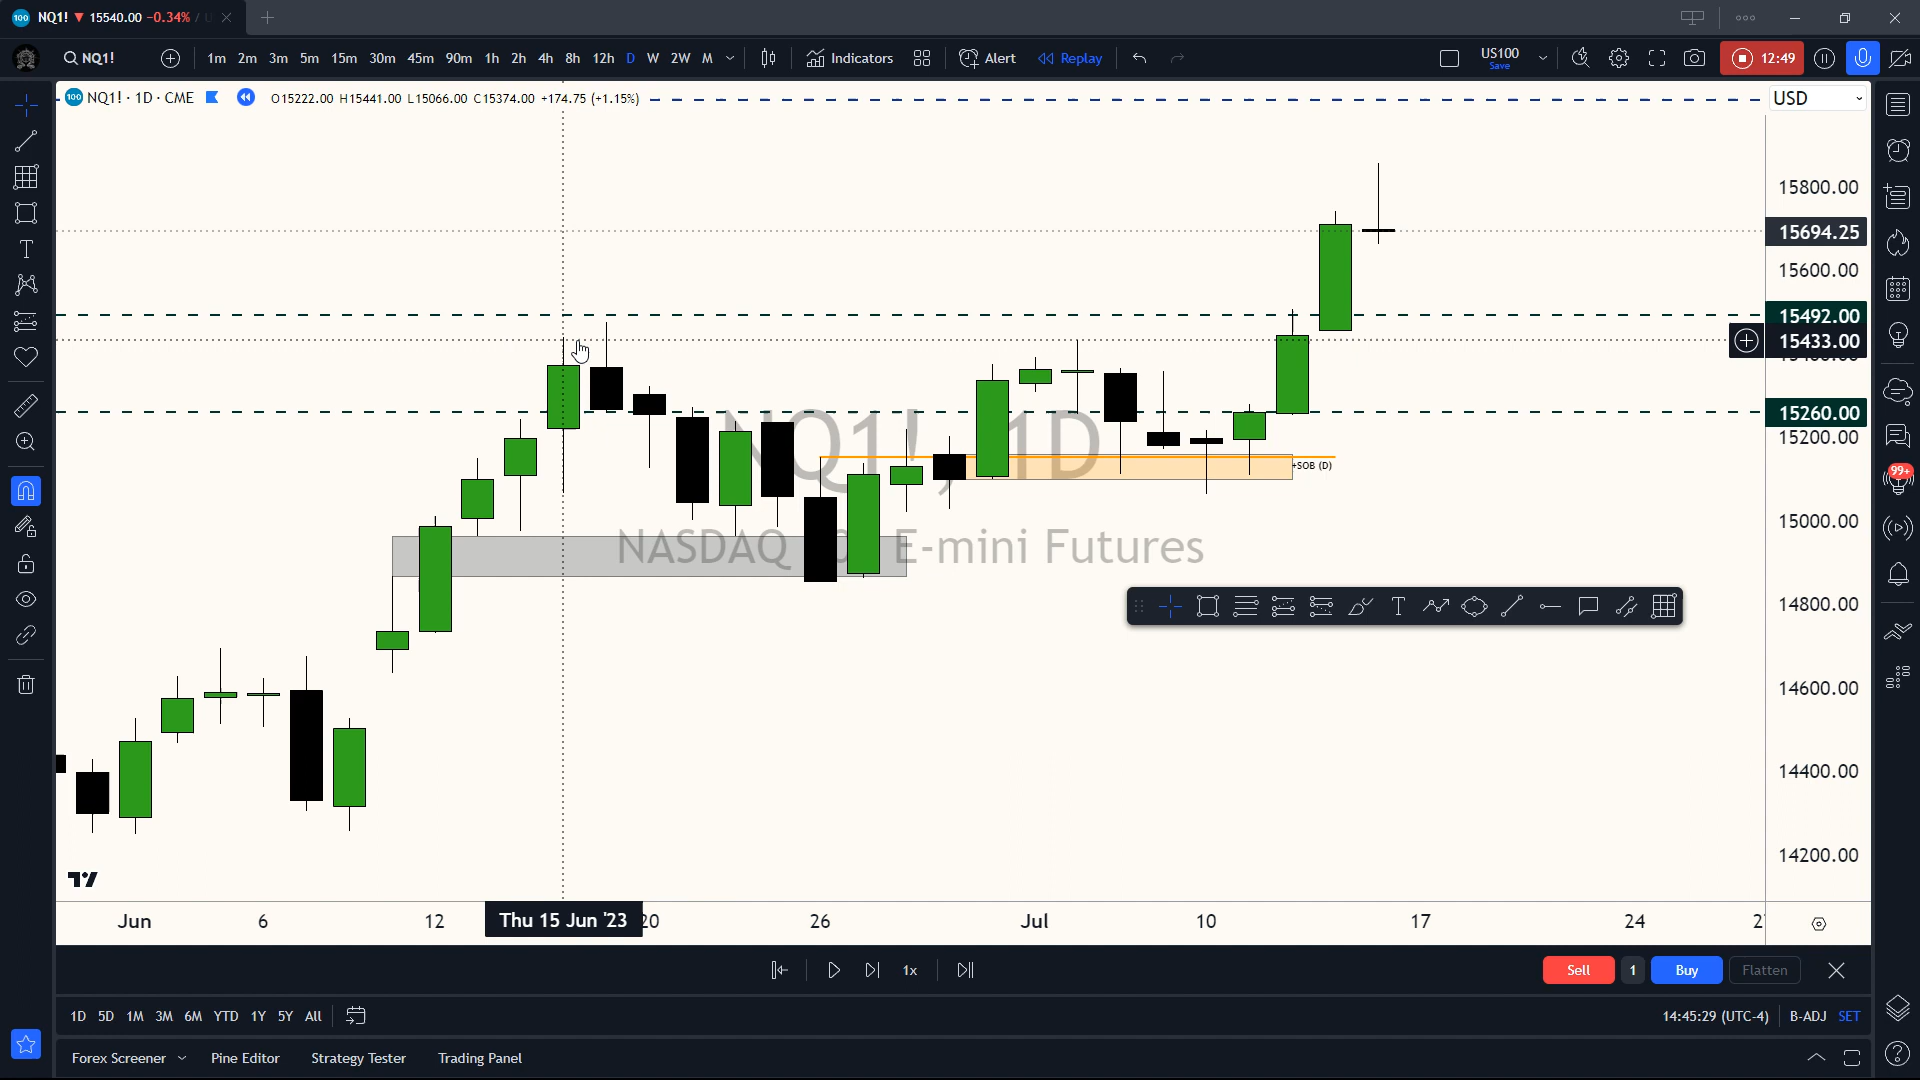 NQ1! ▼ 15540.00 −0.34% / U
NQ1! 1m 2m 3m 5m 15m 30m 45m 90m 1h 2h 4h 8h 12h D W 2W M Indicators Alert Replay US100 Save 12:49
100 NQ1! · 1D · CME O15222.00 H15441.00 L15066.00 C15374.00 +174.75 (+1.15%) USD
15800.00
15694.25
15600.00
15492.00
15433.00
15260.00
15200.00
15000.00
14800.00
14600.00
14400.00
14200.00
NQ1!, 1D
+SOB (D)
E-mini Futures
NASDAQ
99+
Jun 6 12 Thu 15 Jun '23 20 26 Jul 10 17 24
1x Sell 1 Buy Flatten
1D 5D 1M 3M 6M YTD 1Y 5Y All 14:45:29 (UTC-4) B-ADJ SET
Forex Screener Pine Editor Strategy Tester Trading Panel